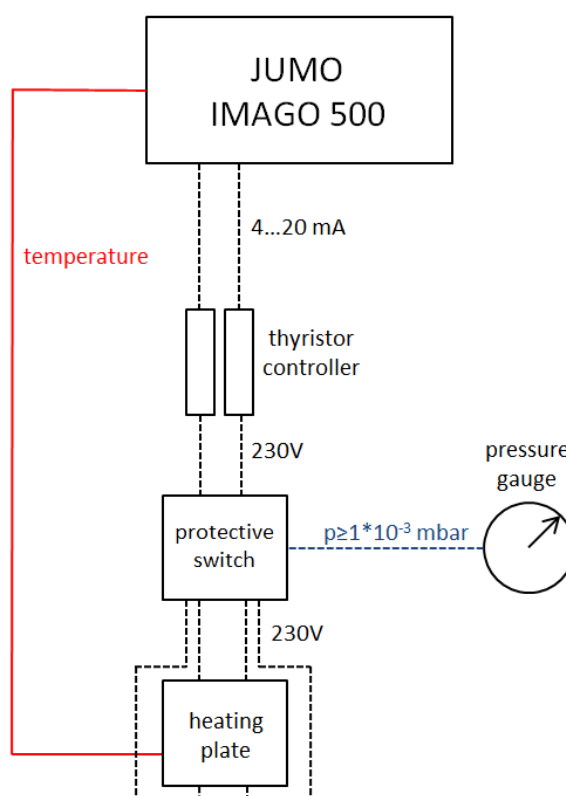 JUMO
IMAGO 500
4...20 mA
temperature
thyristor
controller
230V
pressure
gauge
protective
switch
p≥1*10⁻³ mbar
230V
heating
plate